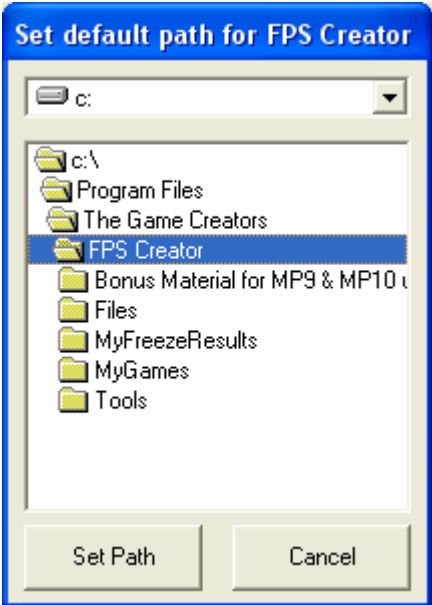 Set default path for FPS Creator
c:
c:\
Program Files
The Game Creators
FPS Creator
Bonus Material for MP9 & MP10 u
Files
MyFreezeResults
MyGames
Tools
Set Path Cancel